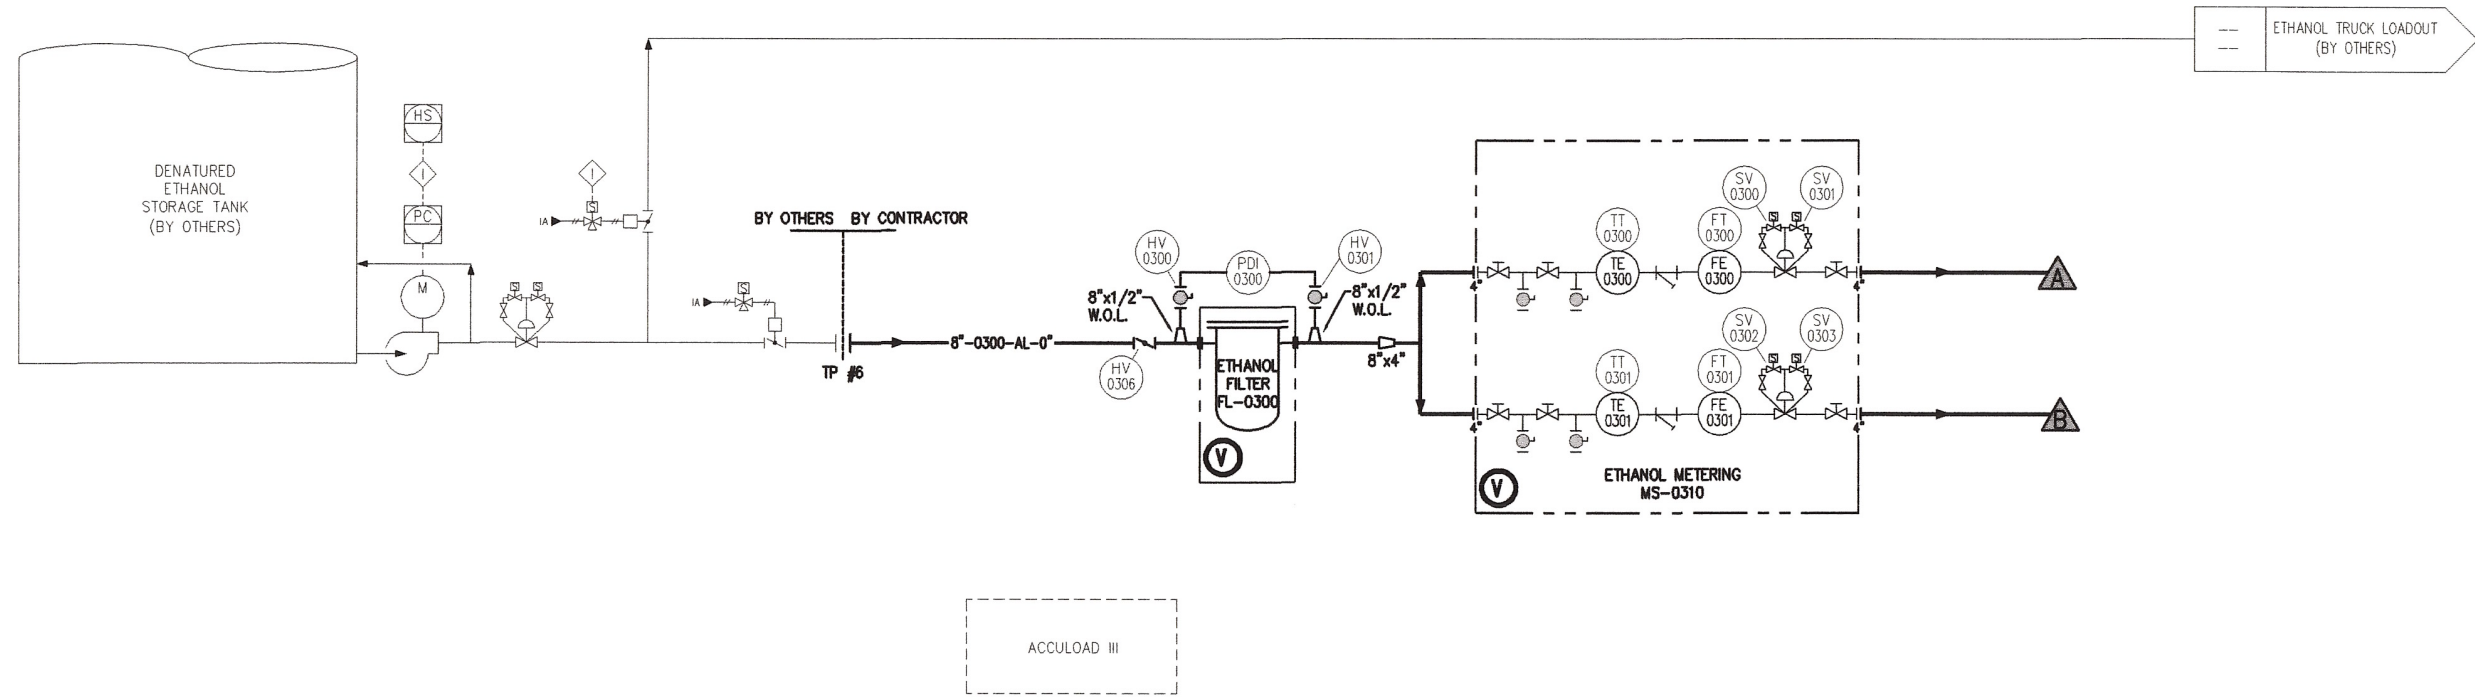 ETHANOL TRUCK LOADOUT
(BY OTHERS)
--
--
DENATURED
ETHANOL
STORAGE TANK
(BY OTHERS)
HS
I
PC
M
S
S
I
S
IA
IA
S
BY OTHERS BY CONTRACTOR
TP #6
8"-0300-AL-0"
HV
0306
HV
0300
PDI
0300
HV
0301
8"x1/2"
W.O.L.
8"x1/2"
W.O.L.
ETHANOL
FILTER
FL-0300
V
8"x4"
4"
TT
0300
TE
0300
FT
0300
FE
0300
SV
0300
SV
0301
S
S
4"
A
4"
TT
0301
TE
0301
FT
0301
FE
0301
SV
0302
SV
0303
S
S
4"
B
V
ETHANOL METERING
MS-0310
ACCULOAD III